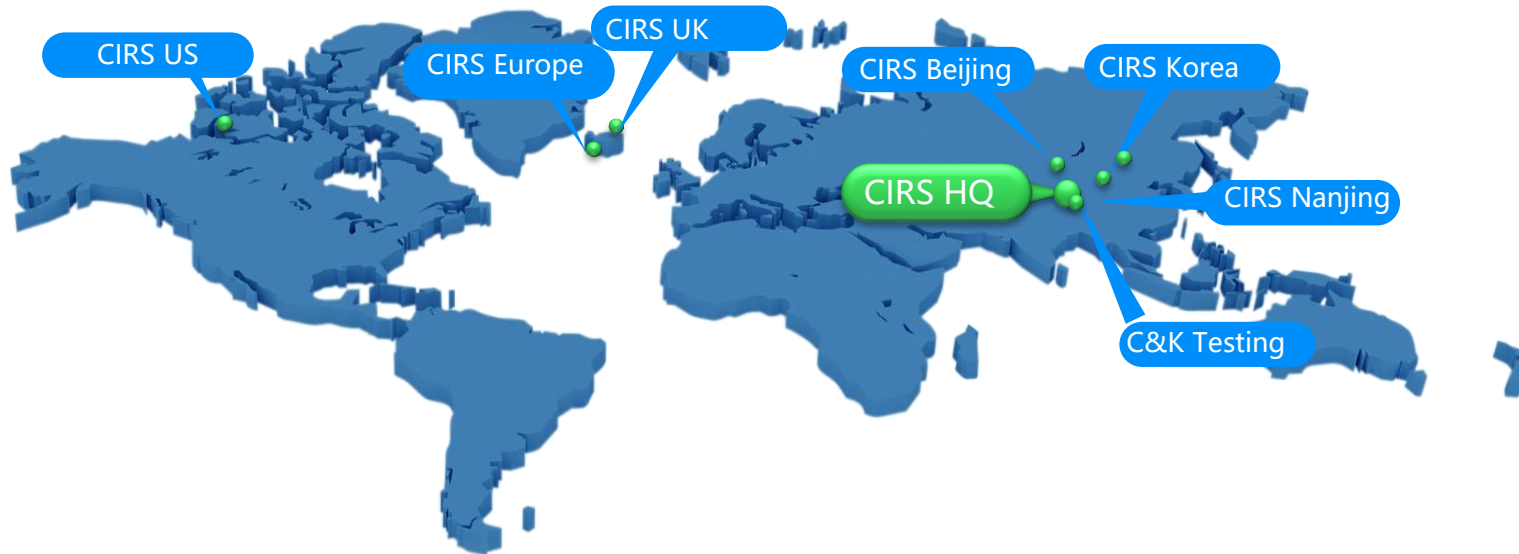 CIRS UK
CIRS US
CIRS Europe
CIRS Beijing
CIRS Korea
CIRS HQ
CIRS Nanjing
C&K Testing